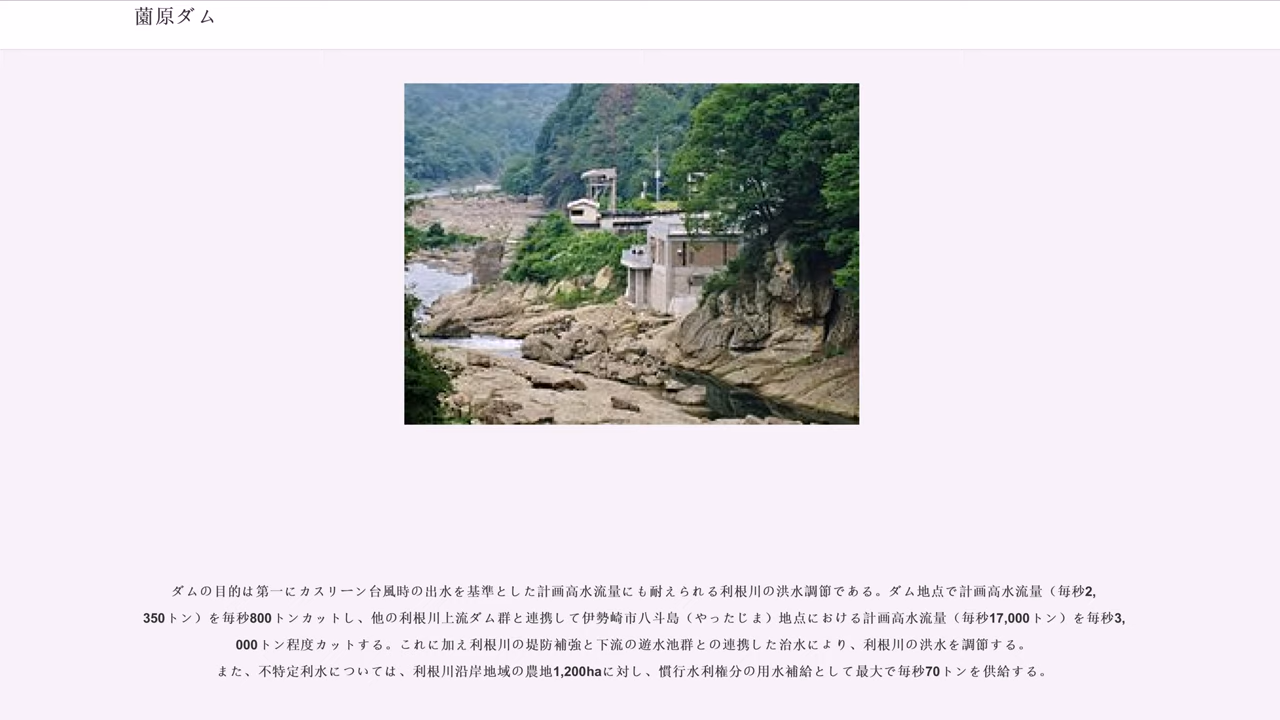 薗原ダム
ダムの目的は第一にカスリーン台風時の出水を基準とした計画高水流量にも耐えられる利根川の洪水調節である。ダム地点で計画高水流量（毎秒2,
350トン）を毎秒800トンカットし、他の利根川上流ダム群と連携して伊勢崎市八斗島（やったじま）地点における計画高水流量（毎秒17,000トン）を毎秒3,
000トン程度カットする。これに加え利根川の堤防補強と下流の遊水池群との連携した治水により、利根川の洪水を調節する。
また、不特定利水については、利根川沿岸地域の農地1,200haに対し、慣行水利権分の用水補給として最大で毎秒70トンを供給する。